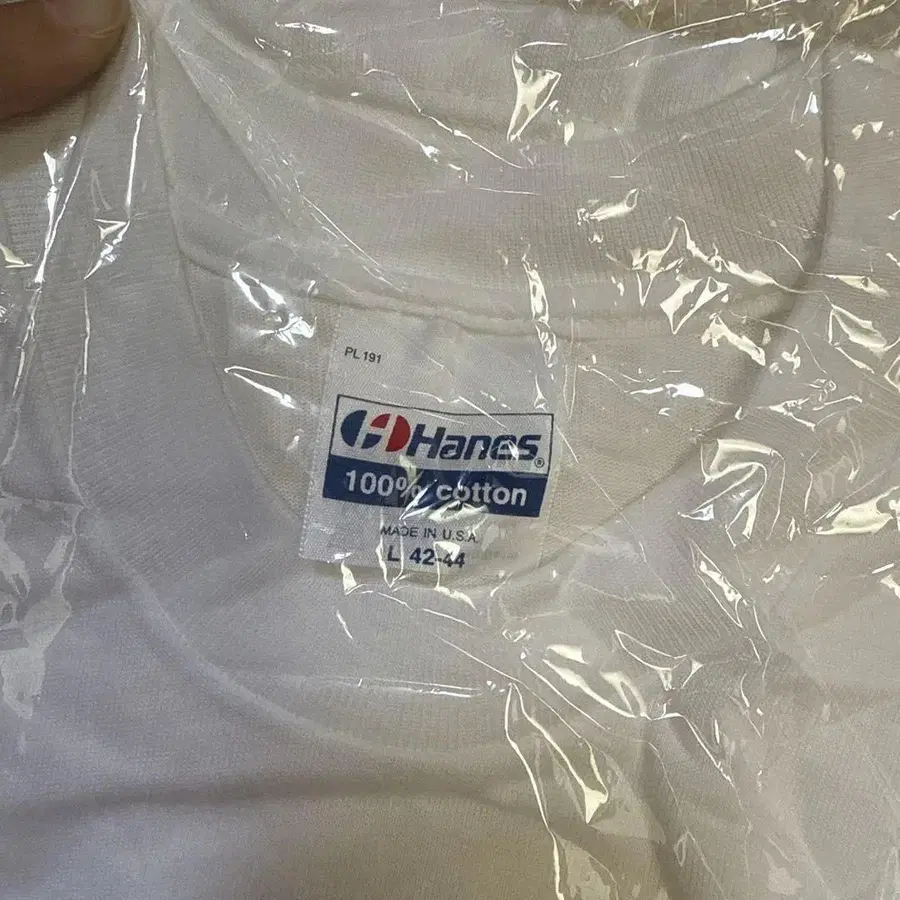 PL 191
Hanes®
100% cotton
MADE IN U.S.A.
L 42-44